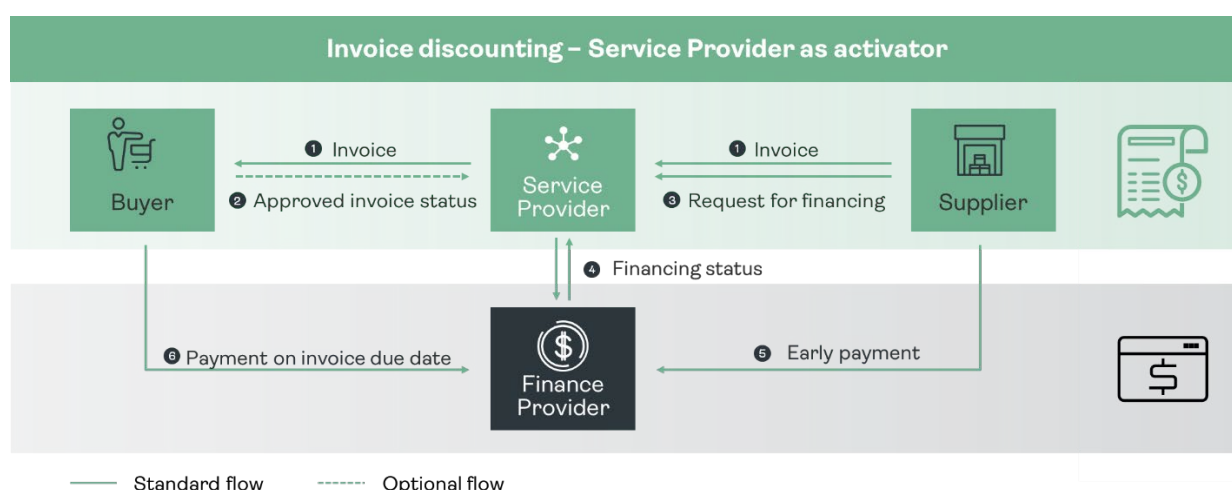 Invoice discounting – Service Provider as activator
1 Invoice
1 Invoice
Buyer
2 Approved invoice status
Service
Provider
3 Request for financing
Supplier
$
4 Financing status
6 Payment on invoice due date
$
5 Early payment
Finance
Provider
$
Standard flow
Optional flow